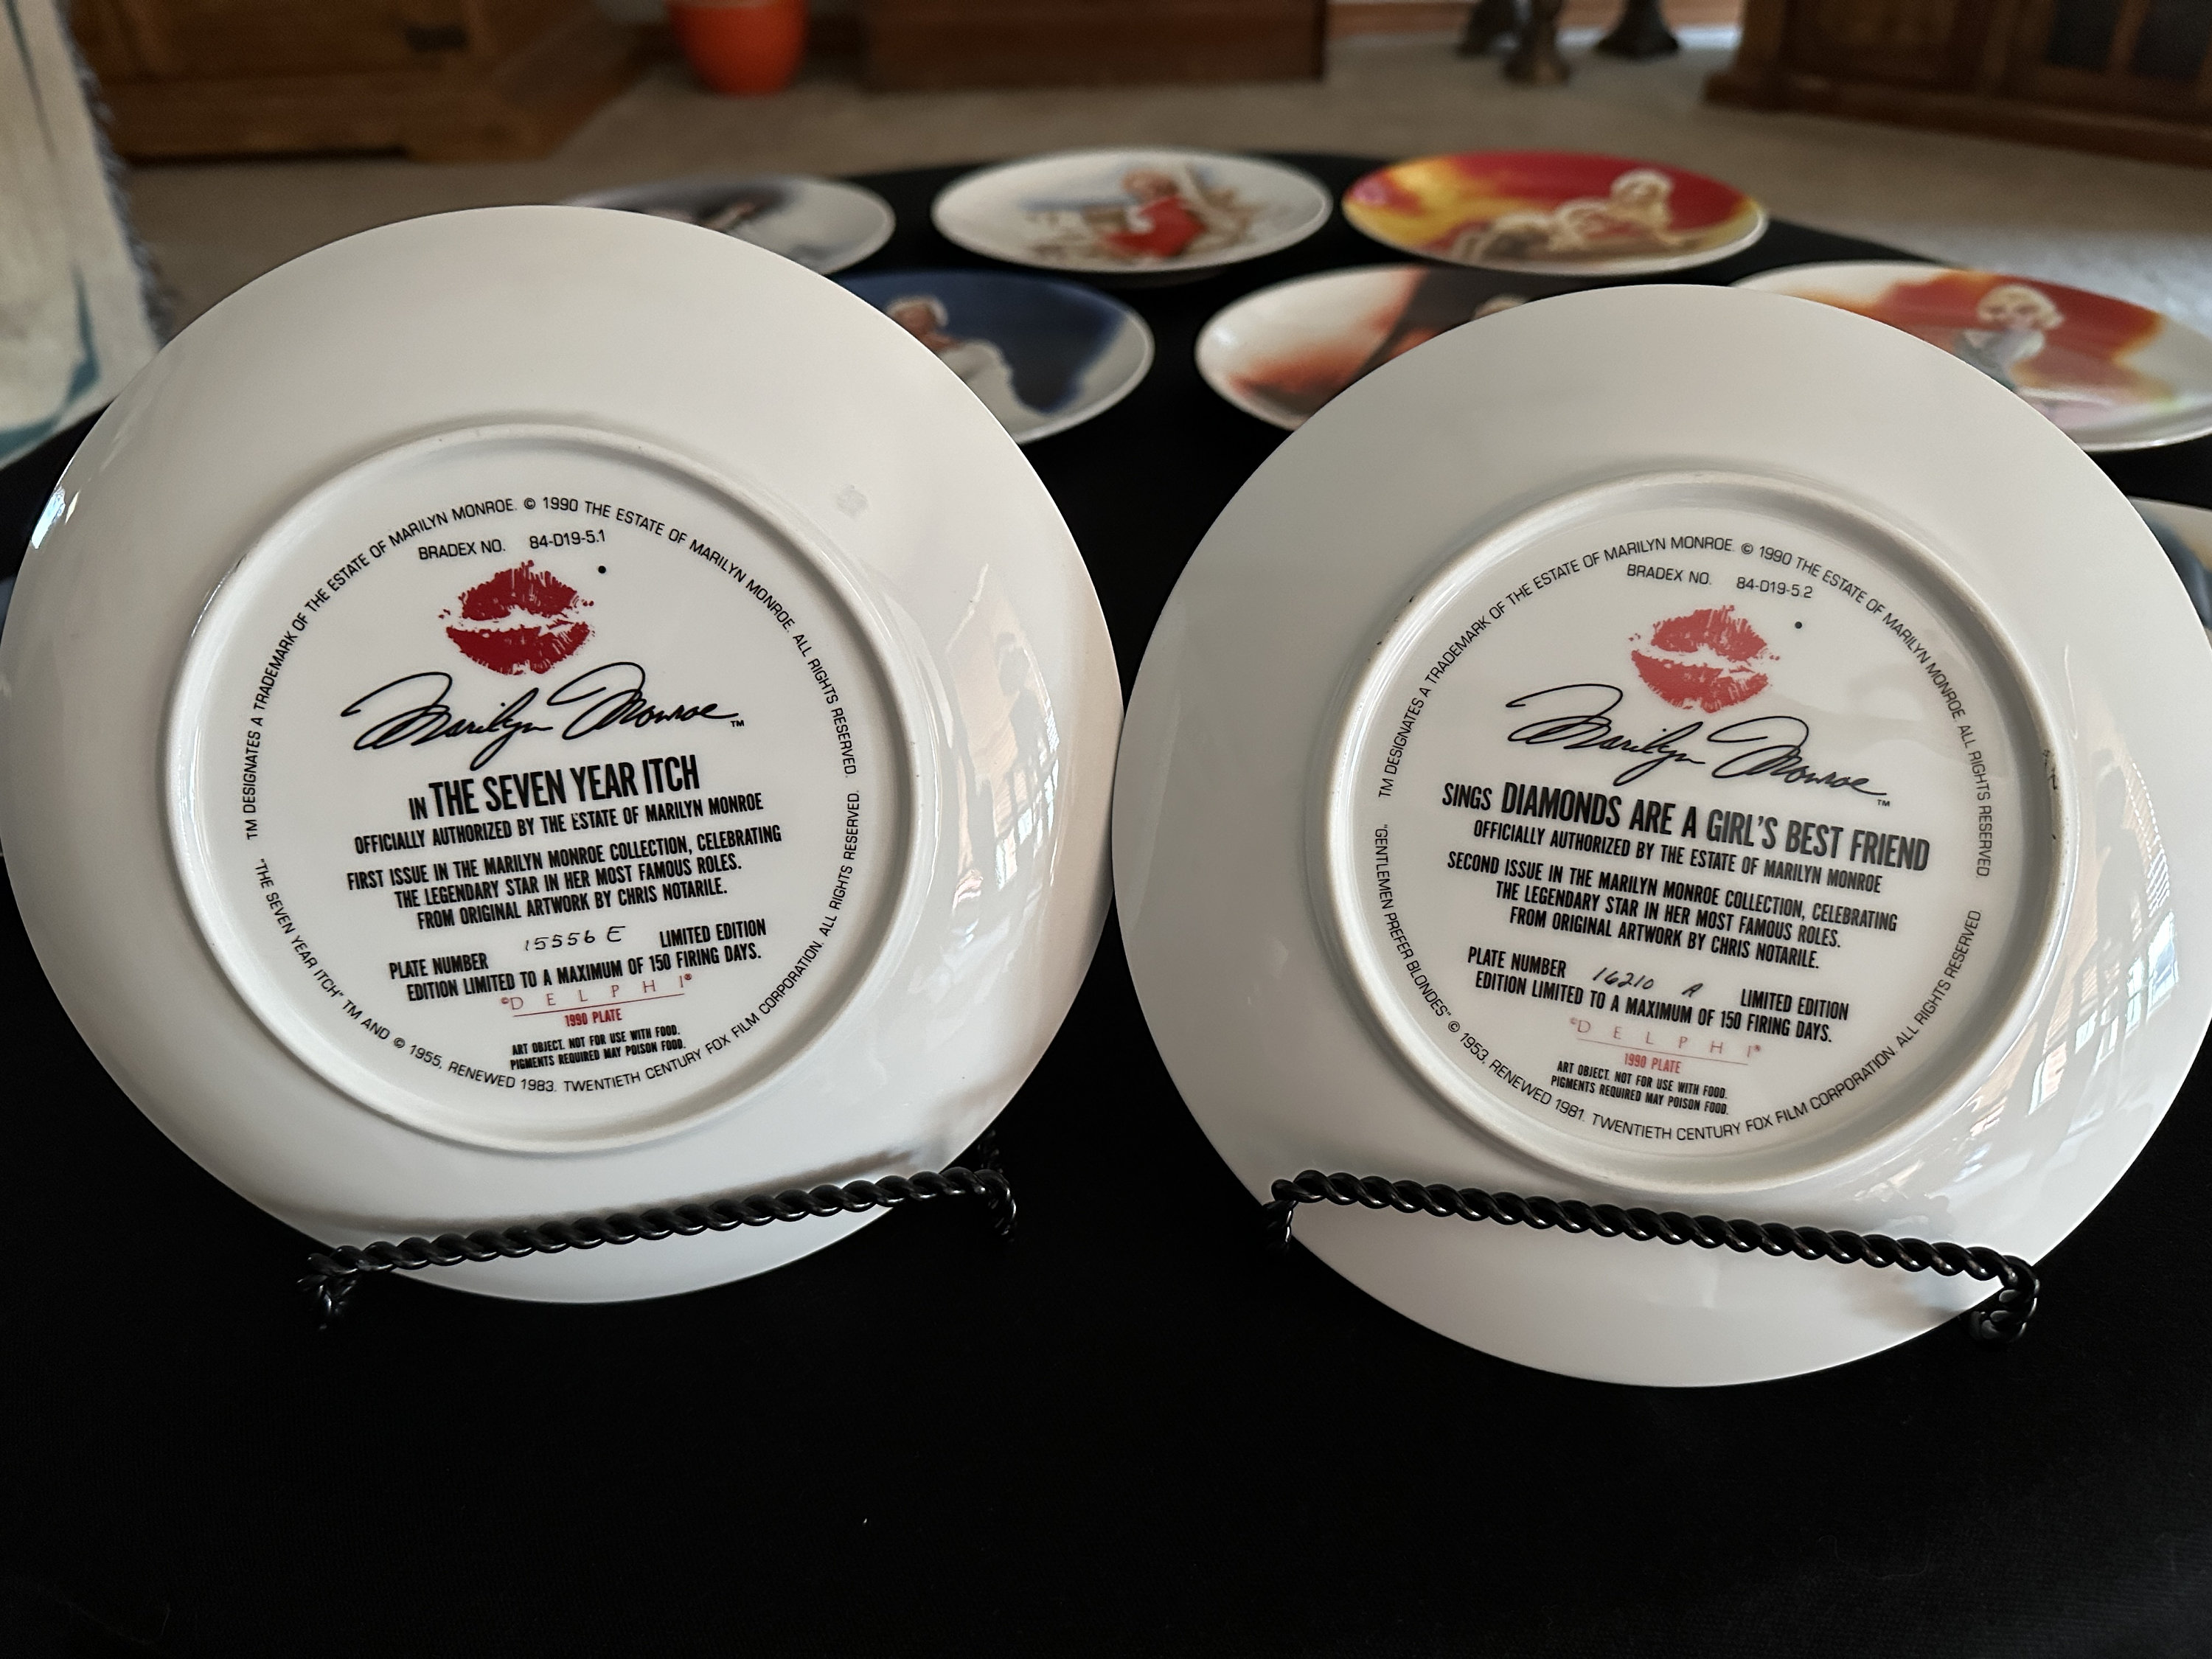 TM DESIGNATES A TRADEMARK OF THE ESTATE OF MARILYN MONROE. © 1990 THE ESTATE OF MARILYN MONROE. ALL RIGHTS RESERVED.
BRADEX NO. 84-D19-5.1
Marilyn Monroe™
IN THE SEVEN YEAR ITCH
OFFICIALLY AUTHORIZED BY THE ESTATE OF MARILYN MONROE
FIRST ISSUE IN THE MARILYN MONROE COLLECTION, CELEBRATING
THE LEGENDARY STAR IN HER MOST FAMOUS ROLES.
FROM ORIGINAL ARTWORK BY CHRIS NOTARILE.
PLATE NUMBER 15556 E LIMITED EDITION
EDITION LIMITED TO A MAXIMUM OF 150 FIRING DAYS.
©DELPHI®
1990 PLATE
ART OBJECT. NOT FOR USE WITH FOOD.
PIGMENTS REQUIRED MAY POISON FOOD.
"THE SEVEN YEAR ITCH" TM AND © 1955, RENEWED 1983. TWENTIETH CENTURY FOX FILM CORPORATION. ALL RIGHTS RESERVED.
TM DESIGNATES A TRADEMARK OF THE ESTATE OF MARILYN MONROE. © 1990 THE ESTATE OF MARILYN MONROE. ALL RIGHTS RESERVED.
BRADEX NO. 84-D19-5.2
Marilyn Monroe™
SINGS DIAMONDS ARE A GIRL'S BEST FRIEND
OFFICIALLY AUTHORIZED BY THE ESTATE OF MARILYN MONROE
SECOND ISSUE IN THE MARILYN MONROE COLLECTION, CELEBRATING
THE LEGENDARY STAR IN HER MOST FAMOUS ROLES.
FROM ORIGINAL ARTWORK BY CHRIS NOTARILE.
PLATE NUMBER 16210 A LIMITED EDITION
EDITION LIMITED TO A MAXIMUM OF 150 FIRING DAYS.
©DELPHI®
1990 PLATE
ART OBJECT. NOT FOR USE WITH FOOD.
PIGMENTS REQUIRED MAY POISON FOOD.
"GENTLEMEN PREFER BLONDES" © 1953, RENEWED 1981. TWENTIETH CENTURY FOX FILM CORPORATION. ALL RIGHTS RESERVED